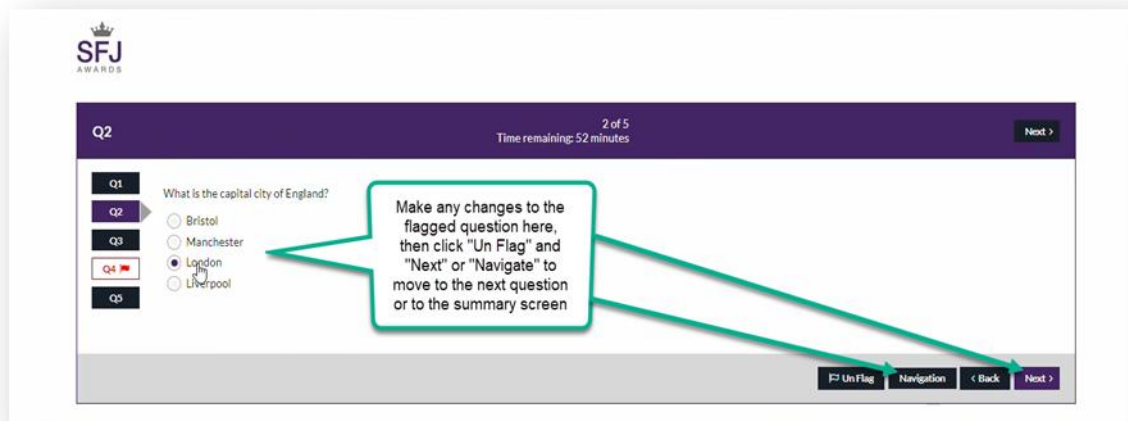 SFJ
AWARDS
Q2
2 of 5
Time remaining: 52 minutes
Next >
Q1
Q2
Q3
Q4
Q5
What is the capital city of England?
Bristol
Manchester
London
Liverpool
Make any changes to the
flagged question here,
then click "Un Flag" and
"Next" or "Navigate" to
move to the next question
or to the summary screen
Un Flag
Navigation
< Back
Next >